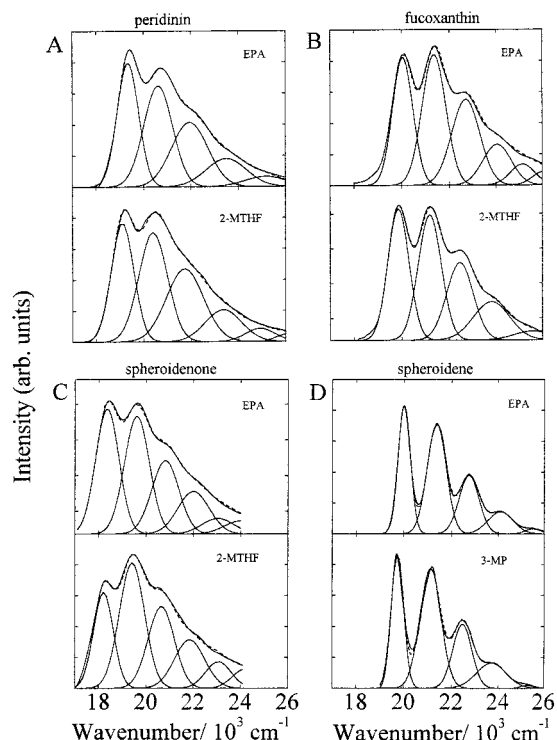 peridinin
fucoxanthin
A
EPA
B
EPA
2-MTHF
2-MTHF
Intensity (arb. units)
spheroidenone
spheroidene
C
EPA
D
EPA
2-MTHF
3-MP
18 20 22 24 26
18 20 22 24 26
Wavenumber/ 10³ cm⁻¹
Wavenumber/ 10³ cm⁻¹